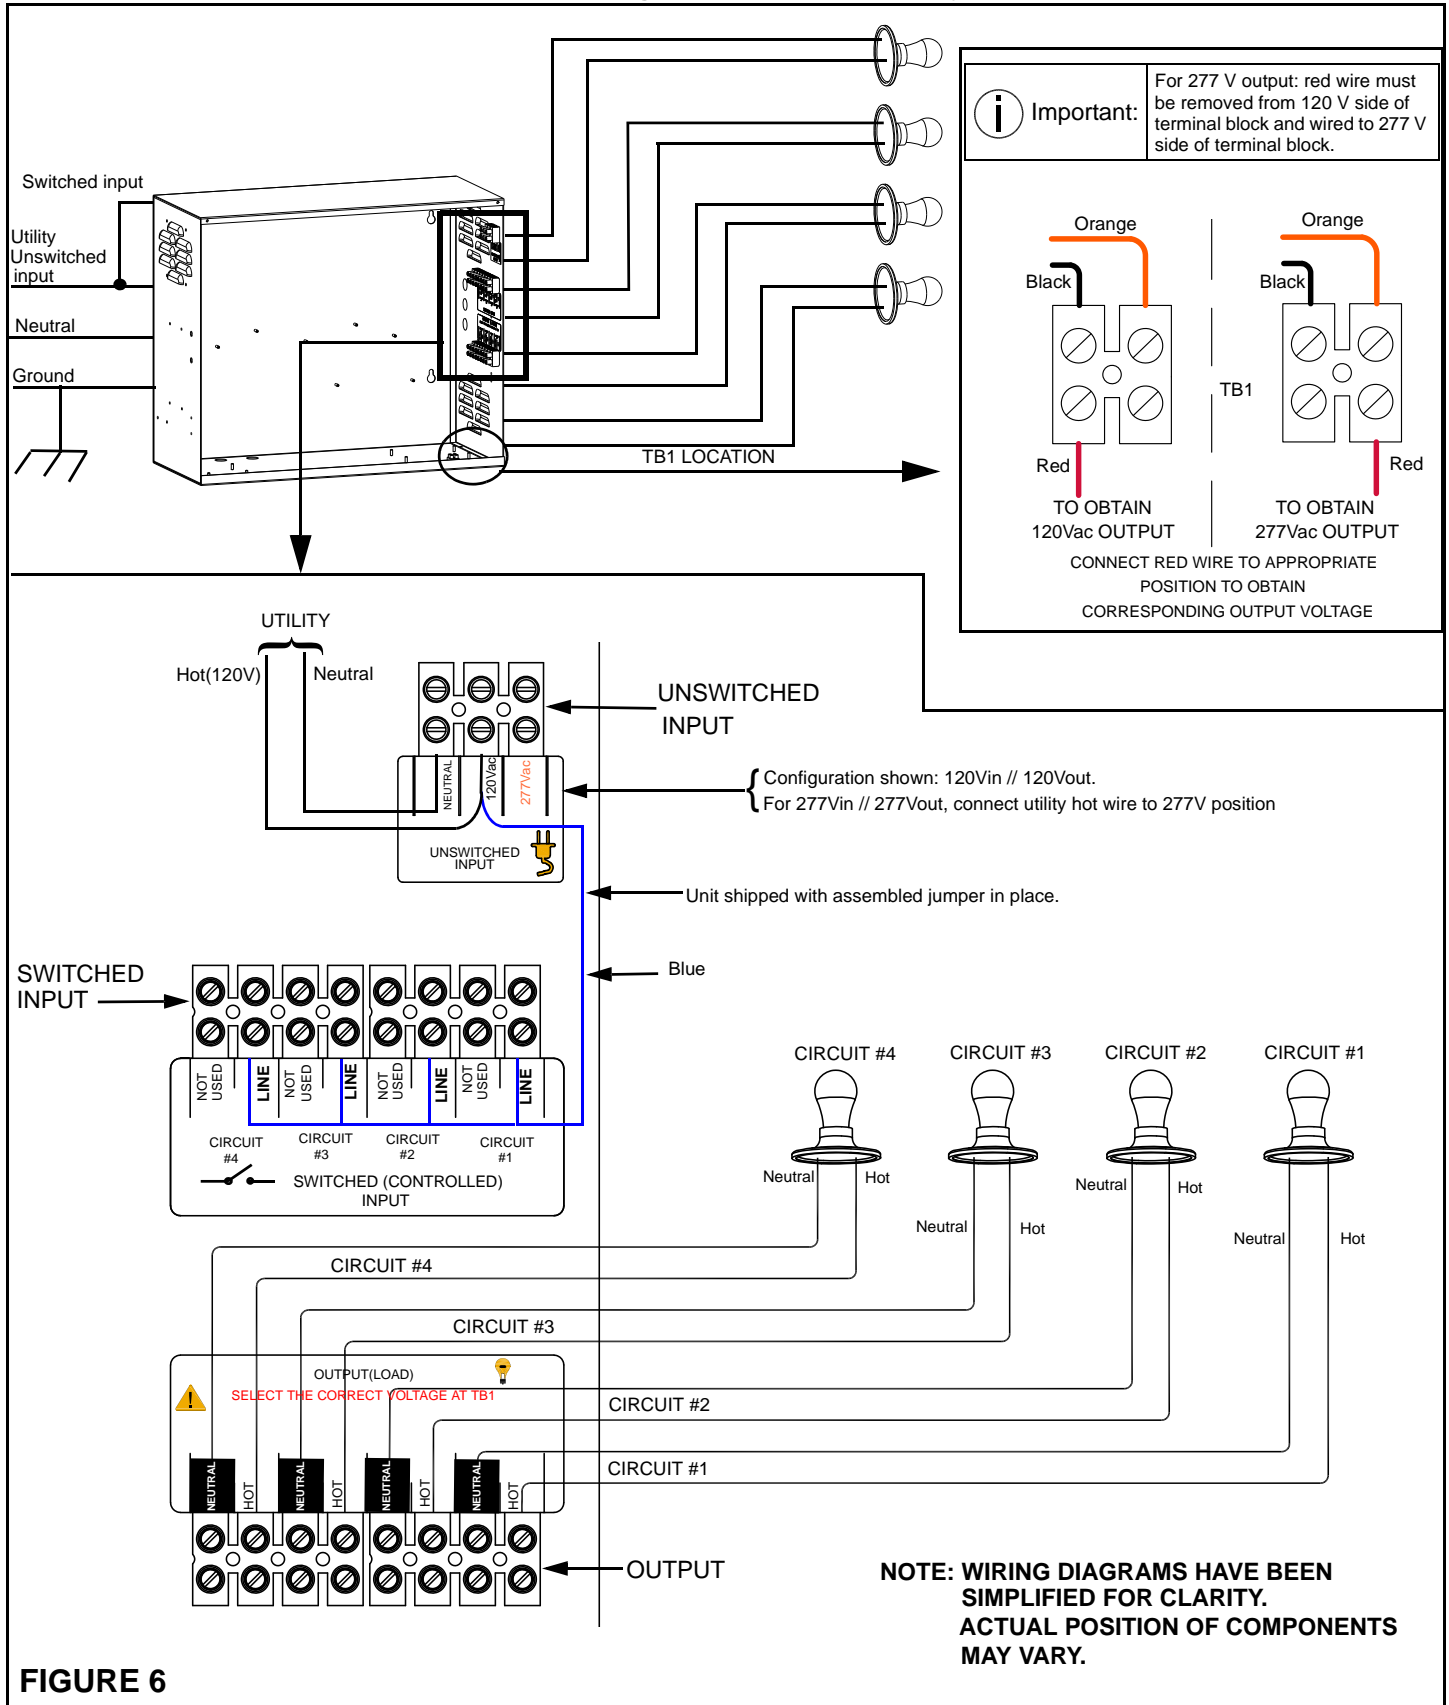 Switched input
Utility
Unswitched
input
Neutral
Ground
TB1 LOCATION
i Important:
For 277 V output: red wire must
be removed from 120 V side of
terminal block and wired to 277 V
side of terminal block.
Orange
Orange
Black
Black
TB1
Red
Red
TO OBTAIN
120Vac OUTPUT
TO OBTAIN
277Vac OUTPUT
CONNECT RED WIRE TO APPROPRIATE
POSITION TO OBTAIN
CORRESPONDING OUTPUT VOLTAGE
UTILITY
Hot(120V)
Neutral
UNSWITCHED
INPUT
NEUTRAL
120Vac
277Vac
UNSWITCHED
INPUT
Configuration shown: 120Vin // 120Vout.
For 277Vin // 277Vout, connect utility hot wire to 277V position
Unit shipped with assembled jumper in place.
Blue
SWITCHED
INPUT
NOT
USED
LINE
NOT
USED
LINE
NOT
USED
LINE
NOT
USED
LINE
CIRCUIT
#4
CIRCUIT
#3
CIRCUIT
#2
CIRCUIT
#1
SWITCHED (CONTROLLED)
INPUT
CIRCUIT #4
CIRCUIT #3
CIRCUIT #2
CIRCUIT #1
Neutral
Hot
Neutral
Hot
Neutral
Hot
Neutral
Hot
CIRCUIT #4
CIRCUIT #3
CIRCUIT #2
CIRCUIT #1
OUTPUT(LOAD)
! SELECT THE CORRECT VOLTAGE AT TB1
NEUTRAL
HOT
NEUTRAL
HOT
NEUTRAL
HOT
NEUTRAL
HOT
OUTPUT
NOTE: WIRING DIAGRAMS HAVE BEEN
SIMPLIFIED FOR CLARITY.
ACTUAL POSITION OF COMPONENTS
MAY VARY.
FIGURE 6